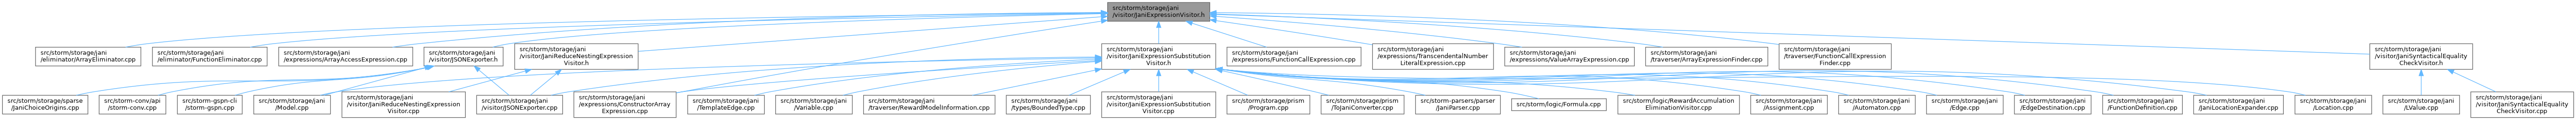 src/storm/storage/jani
/visitor/JaniExpressionVisitor.h
src/storm/storage/jani
/eliminator/ArrayEliminator.cpp
src/storm/storage/jani
/eliminator/FunctionEliminator.cpp
src/storm/storage/jani
/expressions/ArrayAccessExpression.cpp
src/storm/storage/jani
/visitor/JSONExporter.h
src/storm/storage/jani
/visitor/JaniReduceNestingExpression
Visitor.h
src/storm/storage/jani
/visitor/JaniExpressionSubstitution
Visitor.h
src/storm/storage/jani
/expressions/FunctionCallExpression.cpp
src/storm/storage/jani
/expressions/TranscendentalNumber
LiteralExpression.cpp
src/storm/storage/jani
/expressions/ValueArrayExpression.cpp
src/storm/storage/jani
/traverser/ArrayExpressionFinder.cpp
src/storm/storage/jani
/traverser/FunctionCallExpression
Finder.cpp
src/storm/storage/jani
/visitor/JaniSyntacticalEquality
CheckVisitor.h
src/storm/storage/sparse
/JaniChoiceOrigins.cpp
src/storm-conv/api
/storm-conv.cpp
src/storm-gspn-cli
/storm-gspn.cpp
src/storm/storage/jani
/Model.cpp
src/storm/storage/jani
/visitor/JaniReduceNestingExpression
Visitor.cpp
src/storm/storage/jani
/visitor/JSONExporter.cpp
src/storm/storage/jani
/expressions/ConstructorArray
Expression.cpp
src/storm/storage/jani
/TemplateEdge.cpp
src/storm/storage/jani
/Variable.cpp
src/storm/storage/jani
/traverser/RewardModelInformation.cpp
src/storm/storage/jani
/types/BoundedType.cpp
src/storm/storage/jani
/visitor/JaniExpressionSubstitution
Visitor.cpp
src/storm/storage/prism
/Program.cpp
src/storm/storage/prism
/ToJaniConverter.cpp
src/storm-parsers/parser
/JaniParser.cpp
src/storm/logic/Formula.cpp
src/storm/logic/RewardAccumulation
EliminationVisitor.cpp
src/storm/storage/jani
/Assignment.cpp
src/storm/storage/jani
/Automaton.cpp
src/storm/storage/jani
/Edge.cpp
src/storm/storage/jani
/EdgeDestination.cpp
src/storm/storage/jani
/FunctionDefinition.cpp
src/storm/storage/jani
/JaniLocationExpander.cpp
src/storm/storage/jani
/Location.cpp
src/storm/storage/jani
/LValue.cpp
src/storm/storage/jani
/visitor/JaniSyntacticalEquality
CheckVisitor.cpp